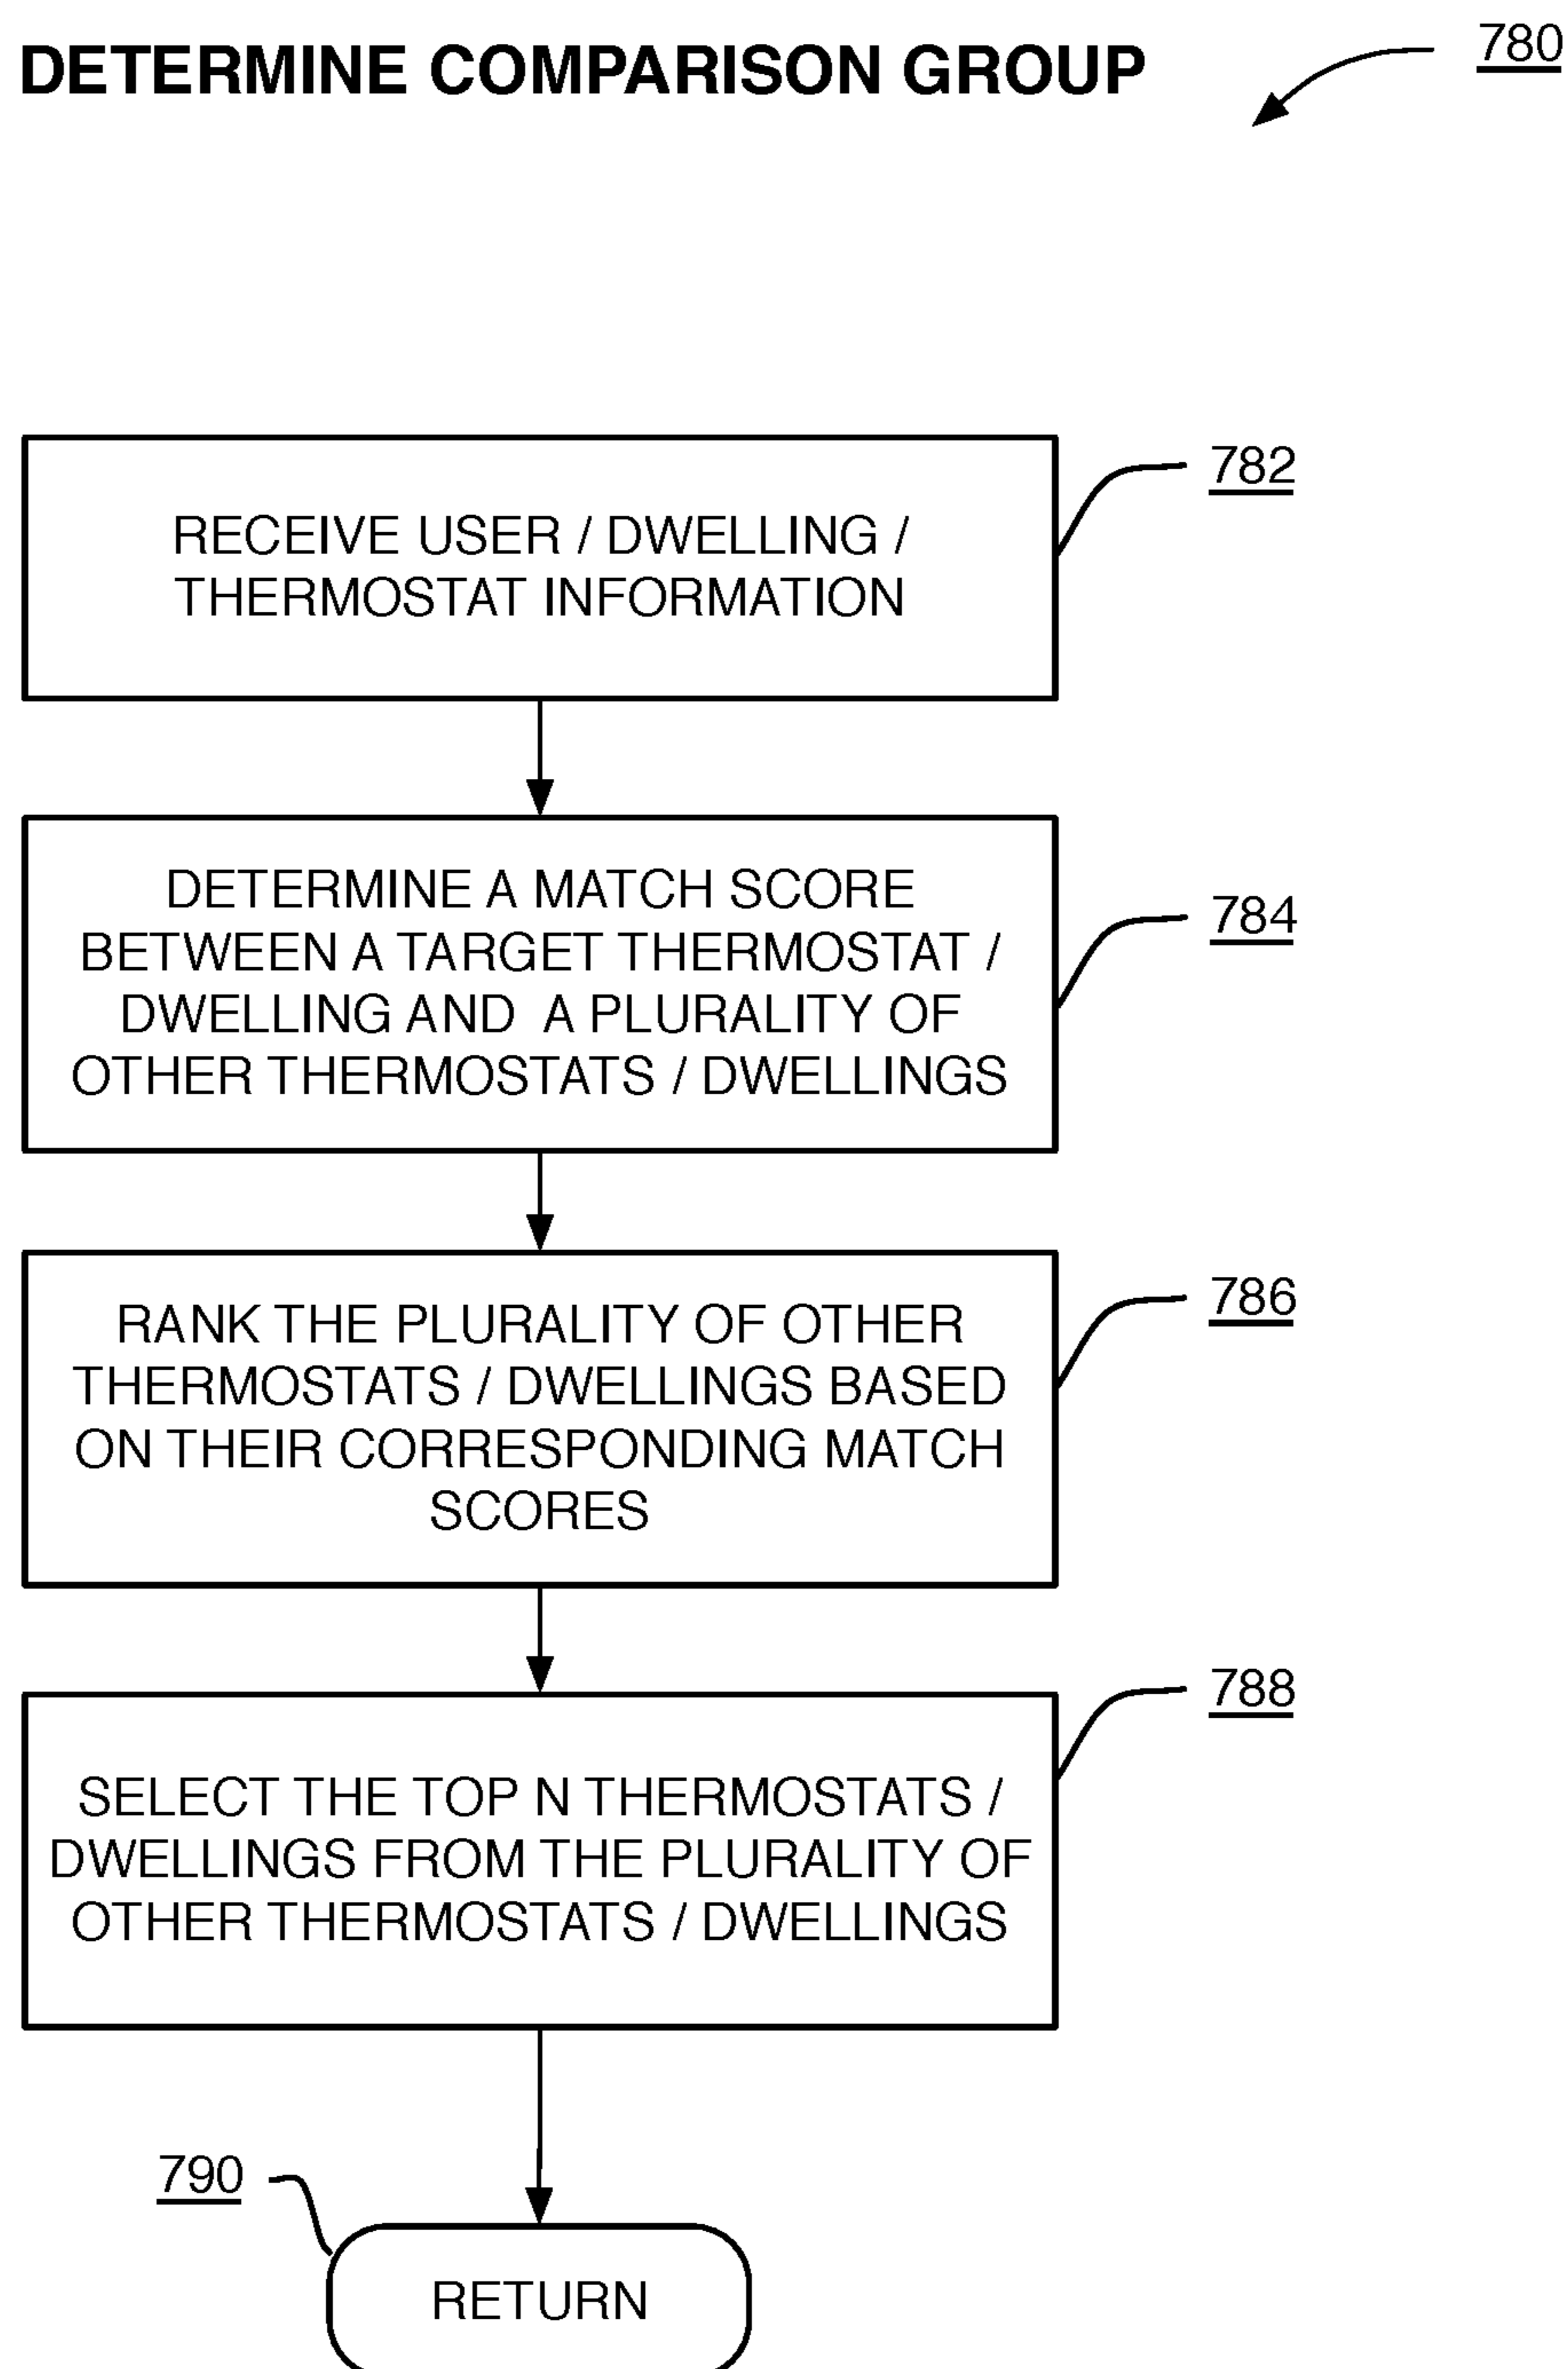 DETERMINE COMPARISON GROUP
780
RECEIVE USER / DWELLING /
THERMOSTAT INFORMATION
782
DETERMINE A MATCH SCORE
BETWEEN A TARGET THERMOSTAT /
DWELLING AND A PLURALITY OF
OTHER THERMOSTATS / DWELLINGS
784
RANK THE PLURALITY OF OTHER
THERMOSTATS / DWELLINGS BASED
ON THEIR CORRESPONDING MATCH
SCORES
786
SELECT THE TOP N THERMOSTATS /
DWELLINGS FROM THE PLURALITY OF
OTHER THERMOSTATS / DWELLINGS
788
790
RETURN